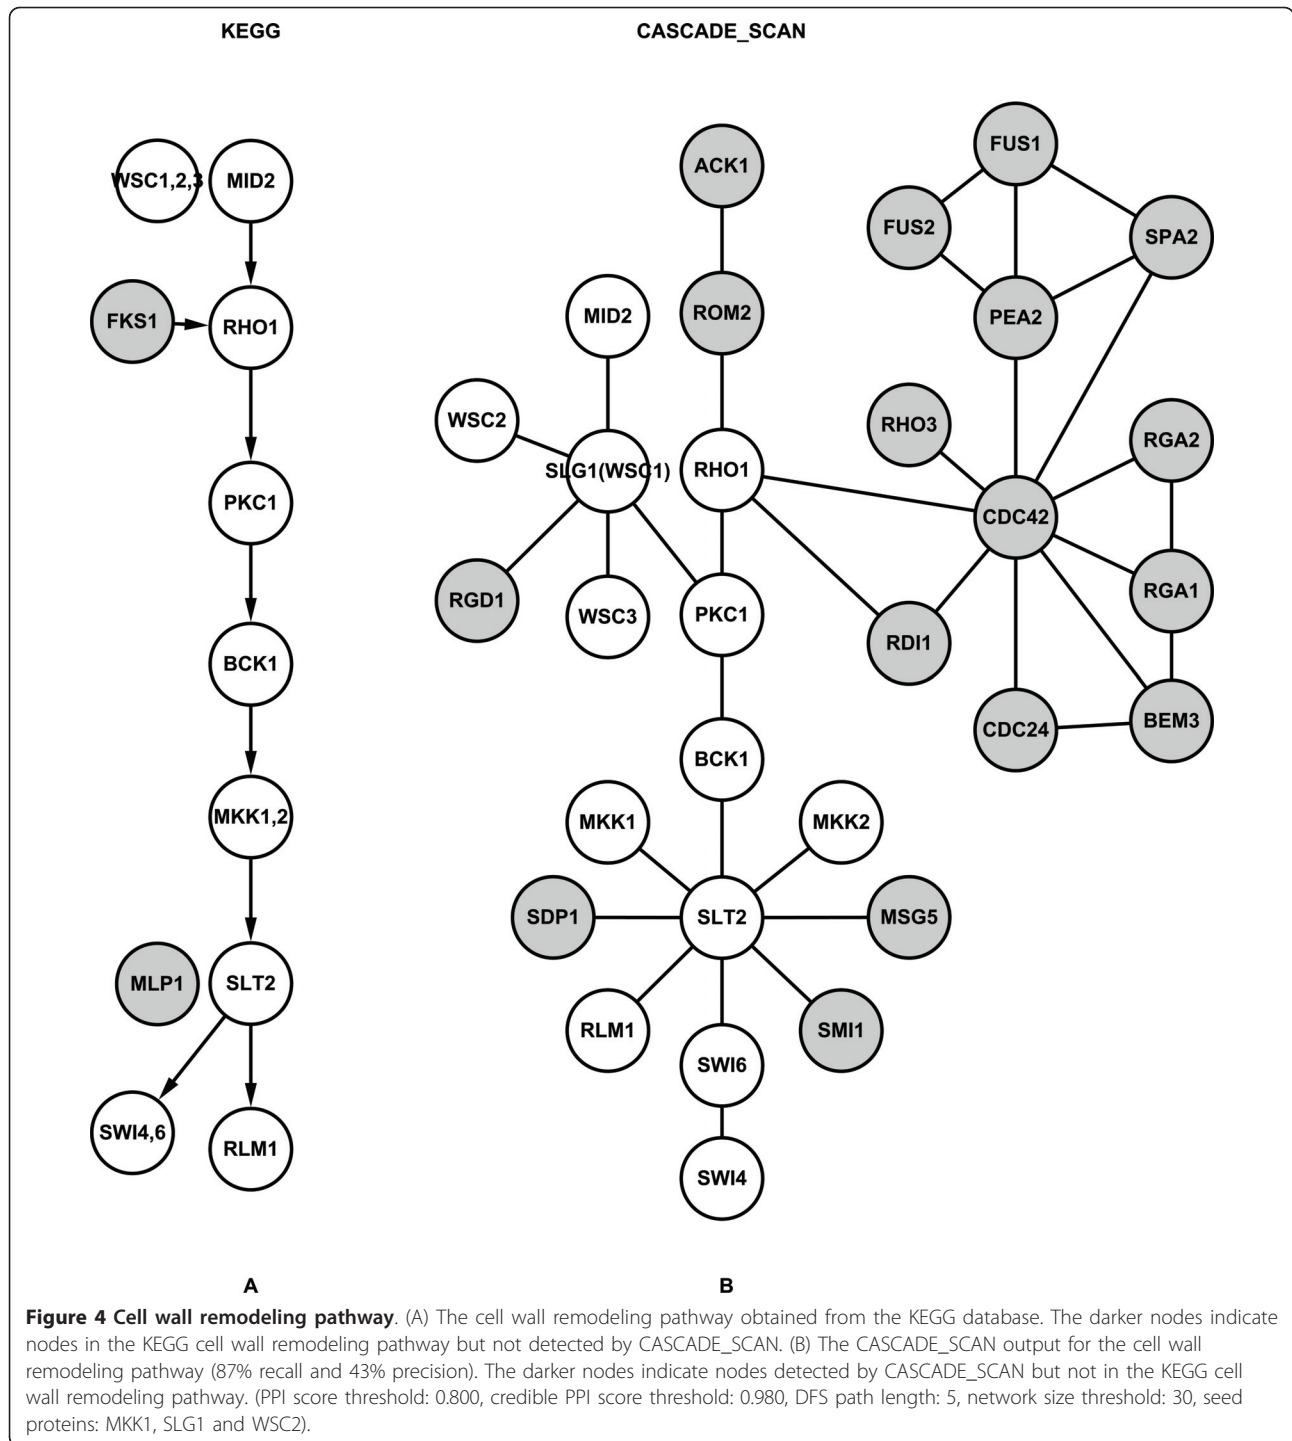 KEGG
CASCADE_SCAN
WSC1,2,3
MID2
FKS1
RHO1
PKC1
BCK1
MKK1,2
MLP1
SLT2
SWI4,6
RLM1
A
ACK1
FUS1
FUS2
SPA2
MID2
ROM2
PEA2
WSC2
RHO3
RGA2
SLG1(WSC1)
RHO1
CDC42
RGD1
WSC3
PKC1
RDI1
RGA1
BCK1
CDC24
BEM3
MKK1
MKK2
SDP1
SLT2
MSG5
RLM1
SMI1
SWI6
SWI4
B
Figure 4 Cell wall remodeling pathway. (A) The cell wall remodeling pathway obtained from the KEGG database. The darker nodes indicate
nodes in the KEGG cell wall remodeling pathway but not detected by CASCADE_SCAN. (B) The CASCADE_SCAN output for the cell wall
remodeling pathway (87% recall and 43% precision). The darker nodes indicate nodes detected by CASCADE_SCAN but not in the KEGG cell
wall remodeling pathway. (PPI score threshold: 0.800, credible PPI score threshold: 0.980, DFS path length: 5, network size threshold: 30, seed
proteins: MKK1, SLG1 and WSC2).